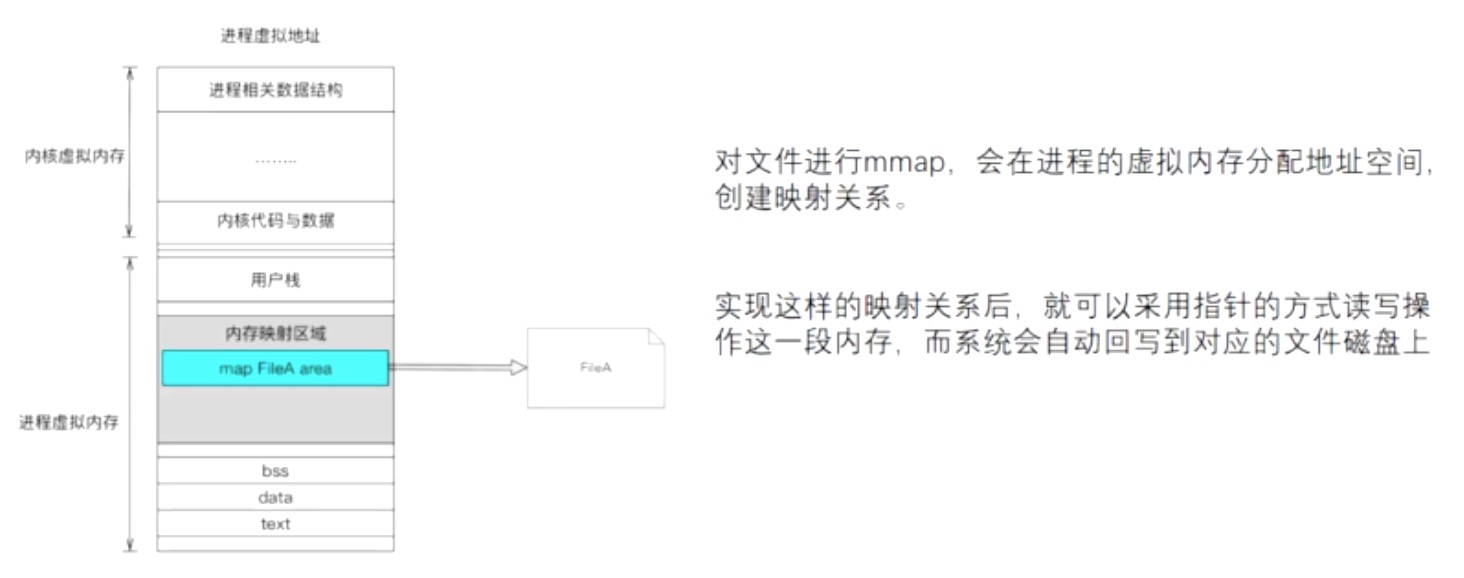 进程虚拟地址
进程相关数据结构
内核虚拟内存
........
内核代码与数据
用户栈
内存映射区域
map FileA area
FileA
进程虚拟内存
bss
data
text
对文件进行mmap，会在进程的虚拟内存分配地址空间，
创建映射关系。
实现这样的映射关系后，就可以采用指针的方式读写操
作这一段内存，而系统会自动回写到对应的文件磁盘上